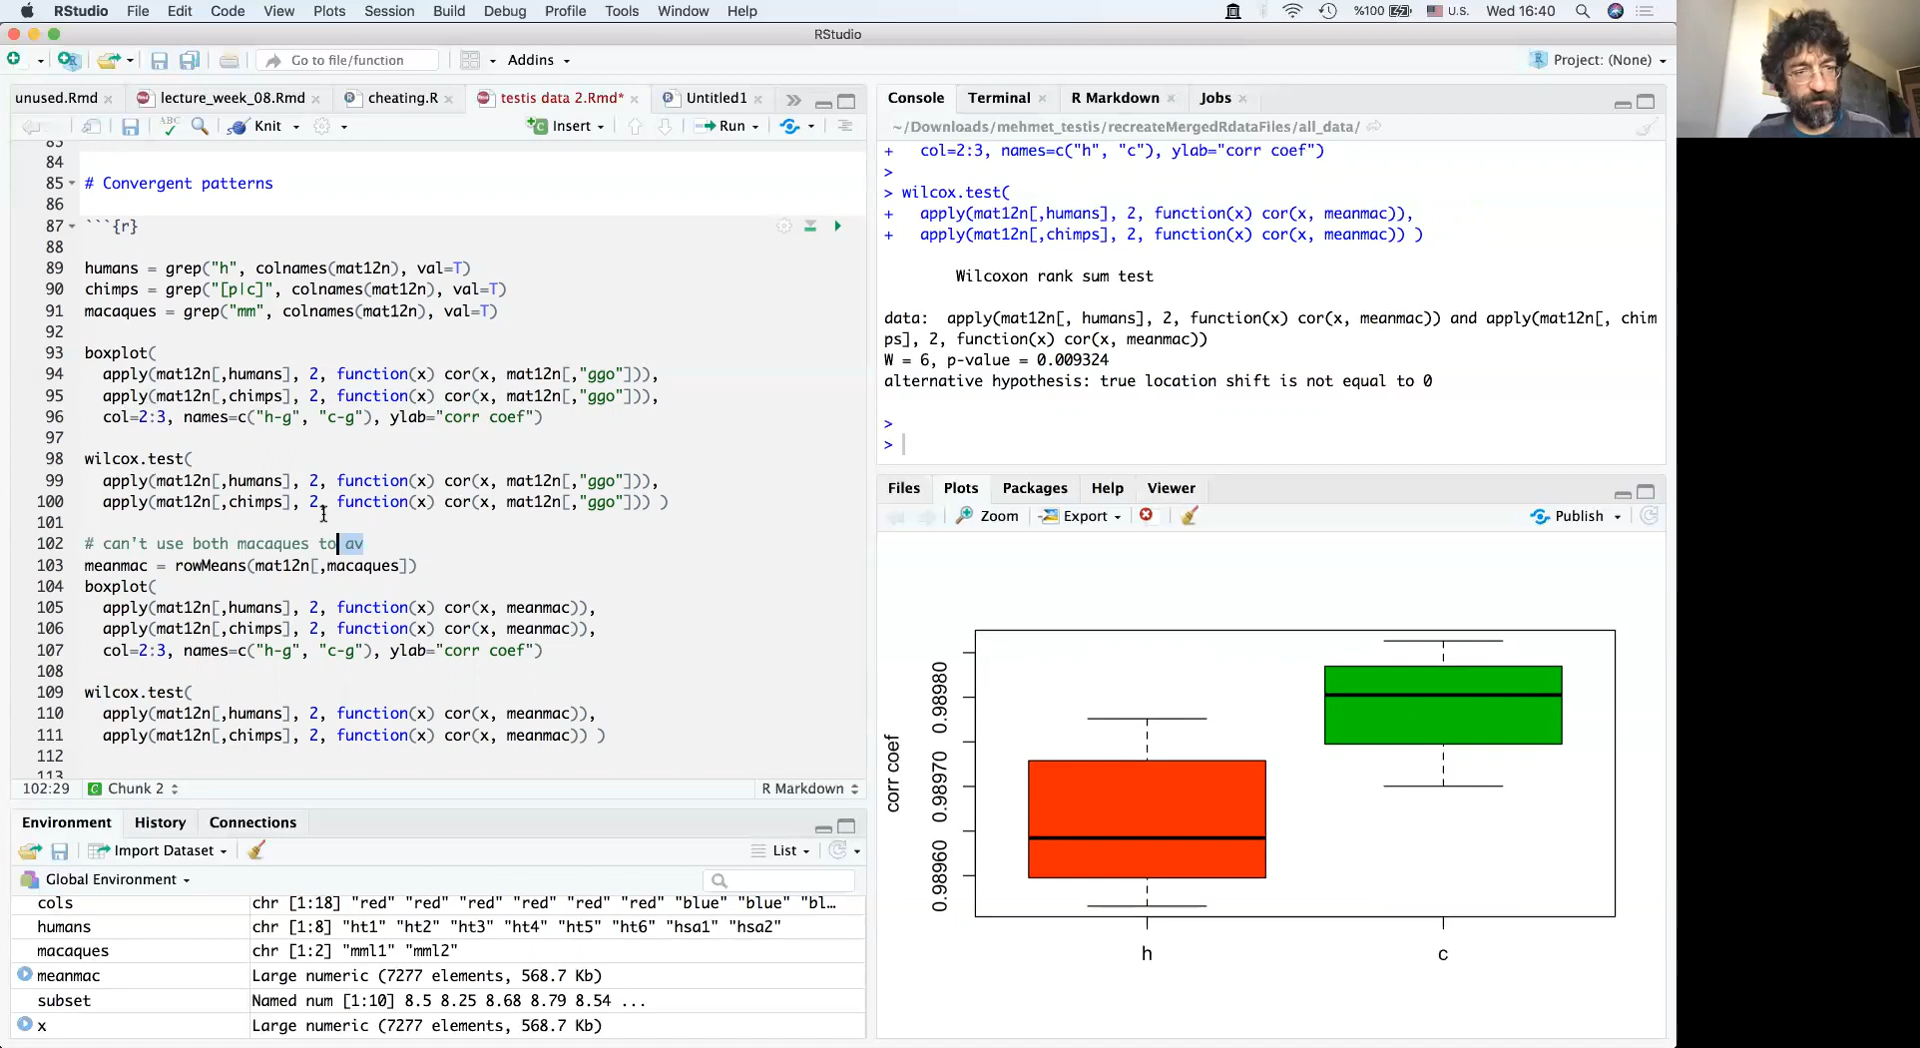 RStudio File Edit Code View Plots Session Build Debug Profile Tools Window Help %100 U.S. Wed 16:40
RStudio
Go to file/function Addins Project: (None)
unused.Rmd lecture_week_08.Rmd cheating.R testis data 2.Rmd* Untitled1
ABC Knit Insert Run
83
84
85 # Convergent patterns
86
87 ```{r}
88
89 humans = grep("h", colnames(mat12n), val=T)
90 chimps = grep("[p|c]", colnames(mat12n), val=T)
91 macaques = grep("mm", colnames(mat12n), val=T)
92
93 boxplot(
94 apply(mat12n[,humans], 2, function(x) cor(x, mat12n[,"ggo"])),
95 apply(mat12n[,chimps], 2, function(x) cor(x, mat12n[,"ggo"])),
96 col=2:3, names=c("h-g", "c-g"), ylab="corr coef")
97
98 wilcox.test(
99 apply(mat12n[,humans], 2, function(x) cor(x, mat12n[,"ggo"])),
100 apply(mat12n[,chimps], 2, function(x) cor(x, mat12n[,"ggo"])) )
101
102 # can't use both macaques to av
103 meanmac = rowMeans(mat12n[,macaques])
104 boxplot(
105 apply(mat12n[,humans], 2, function(x) cor(x, meanmac)),
106 apply(mat12n[,chimps], 2, function(x) cor(x, meanmac)),
107 col=2:3, names=c("h-g", "c-g"), ylab="corr coef")
108
109 wilcox.test(
110 apply(mat12n[,humans], 2, function(x) cor(x, meanmac)),
111 apply(mat12n[,chimps], 2, function(x) cor(x, meanmac)) )
112
113
102:29 Chunk 2 R Markdown
Environment History Connections
Import Dataset List
Global Environment
cols chr [1:18] "red" "red" "red" "red" "red" "red" "blue" "blue" "bl…
humans chr [1:8] "ht1" "ht2" "ht3" "ht4" "ht5" "ht6" "hsa1" "hsa2"
macaques chr [1:2] "mml1" "mml2"
meanmac Large numeric (7277 elements, 568.7 Kb)
subset Named num [1:10] 8.5 8.25 8.68 8.79 8.54 ...
x Large numeric (7277 elements, 568.7 Kb)
Console Terminal R Markdown Jobs
~/Downloads/mehmet_testis/recreateMergedRdataFiles/all_data/
+ col=2:3, names=c("h", "c"), ylab="corr coef")
>
> wilcox.test(
+ apply(mat12n[,humans], 2, function(x) cor(x, meanmac)),
+ apply(mat12n[,chimps], 2, function(x) cor(x, meanmac)) )
Wilcoxon rank sum test
data: apply(mat12n[, humans], 2, function(x) cor(x, meanmac)) and apply(mat12n[, chim
ps], 2, function(x) cor(x, meanmac))
W = 6, p-value = 0.009324
alternative hypothesis: true location shift is not equal to 0
>
>
Files Plots Packages Help Viewer
Zoom Export Publish
corr coef
0.98980
0.98970
0.98960
h c